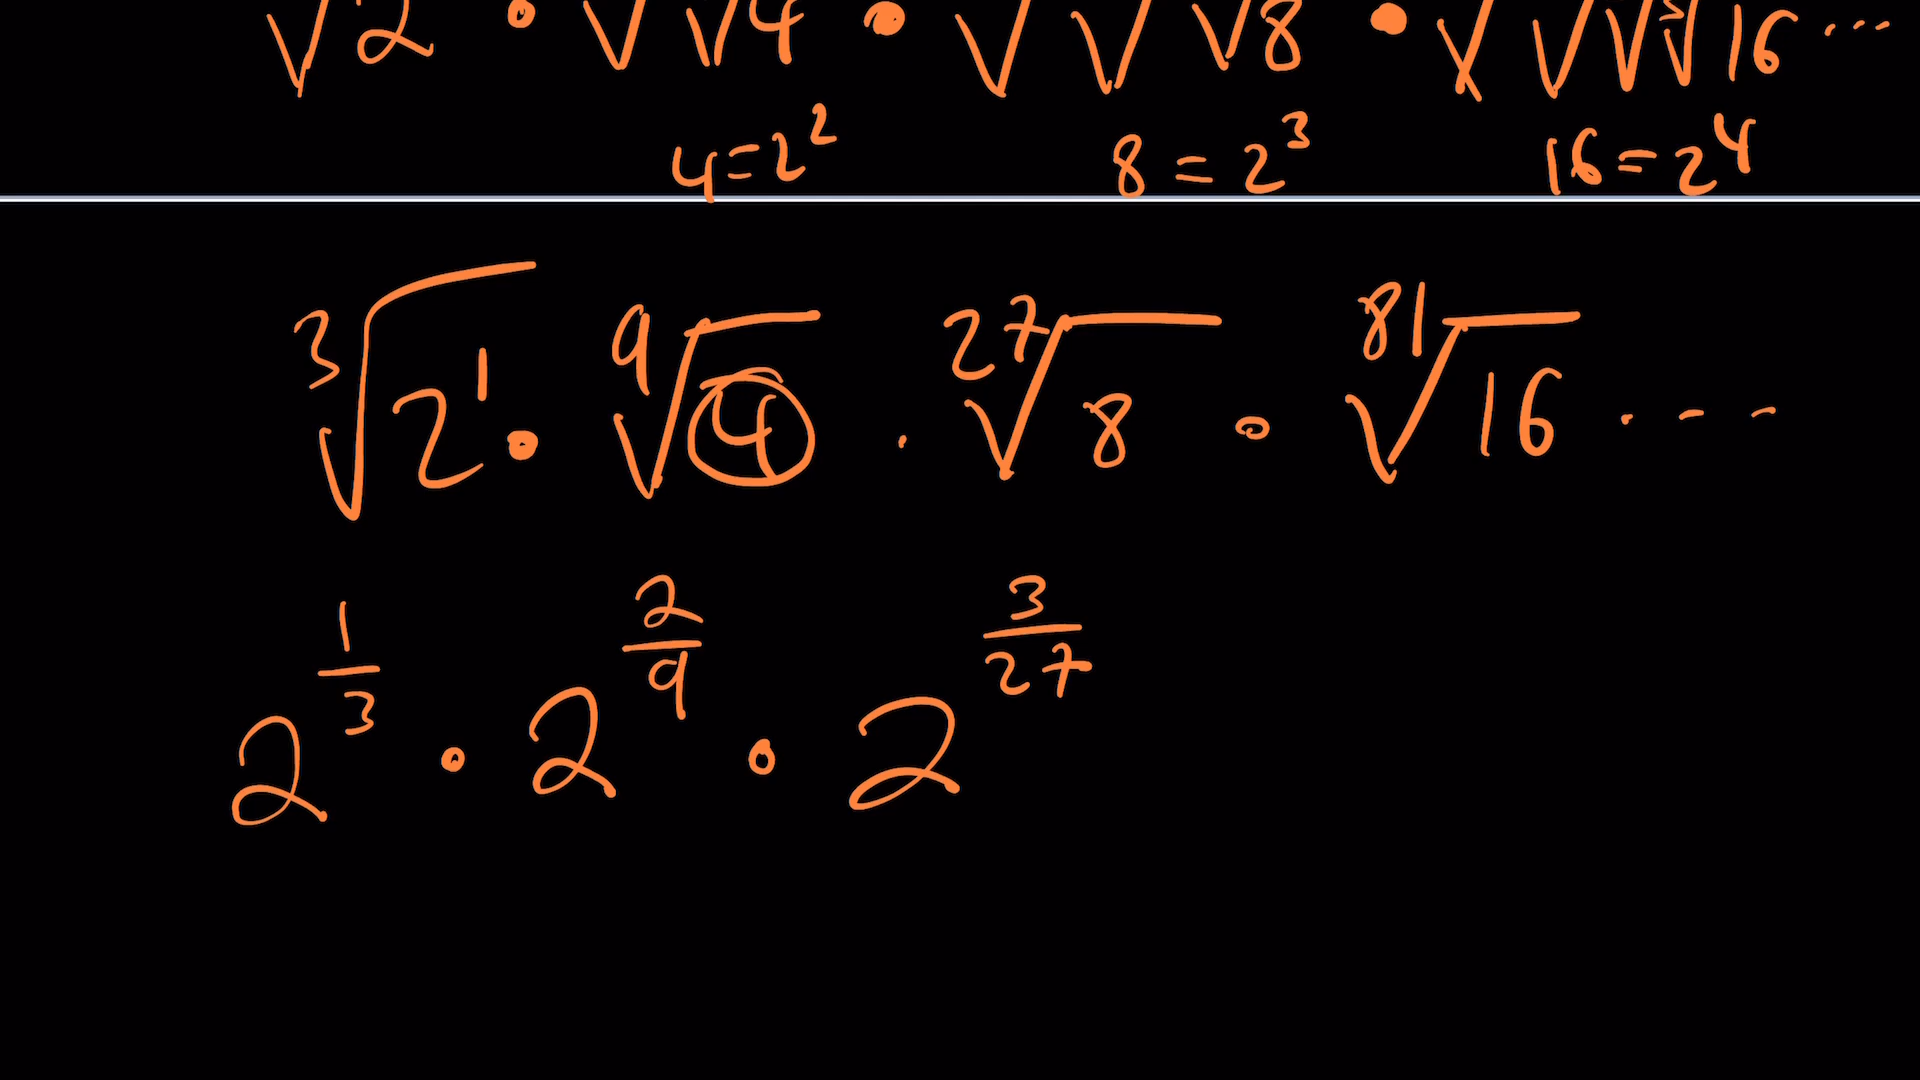 √2 • √√4 • √√√8 • √√√∛16 ...
4=2² 8=2³ 16=2⁴
∛2¹ • ⁹√4 · ²⁷√8 • ⁸¹√16 ...
2^(1/3) • 2^(2/9) • 2^(3/27)